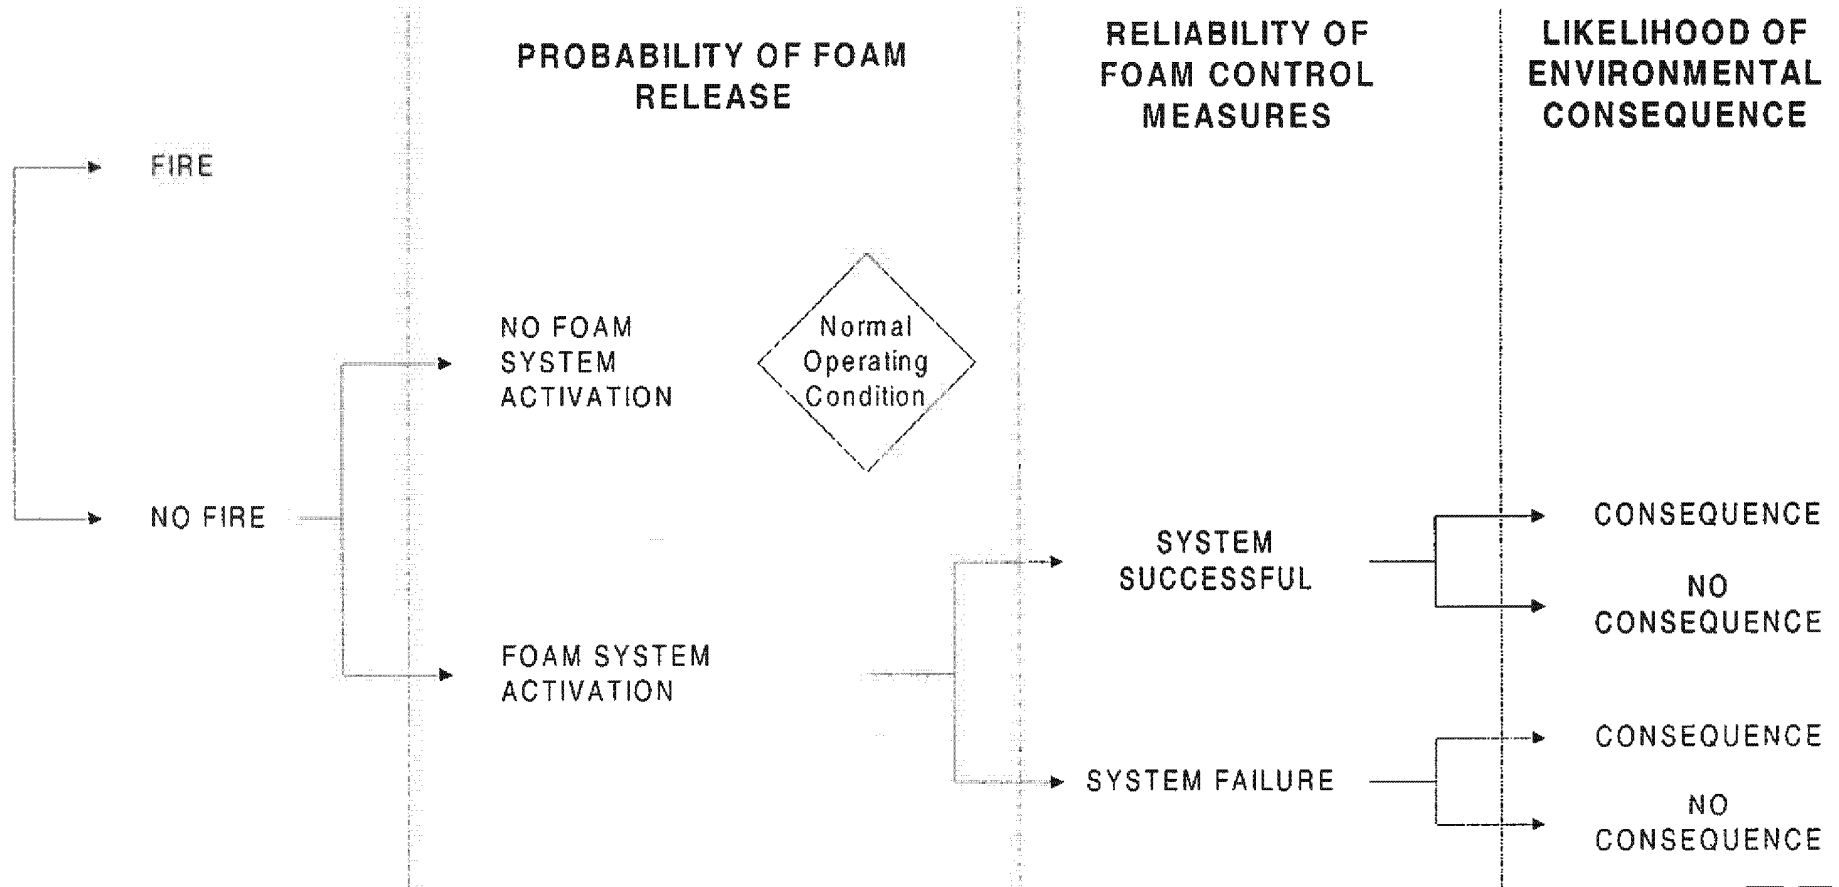 PROBABILITY OF FOAM
RELEASE
RELIABILITY OF
FOAM CONTROL
MEASURES
LIKELIHOOD OF
ENVIRONMENTAL
CONSEQUENCE
FIRE
NO FOAM
SYSTEM
ACTIVATION
Normal
Operating
Condition
NO FIRE
SYSTEM
SUCCESSFUL
CONSEQUENCE
NO
CONSEQUENCE
FOAM SYSTEM
ACTIVATION
SYSTEM FAILURE
CONSEQUENCE
NO
CONSEQUENCE